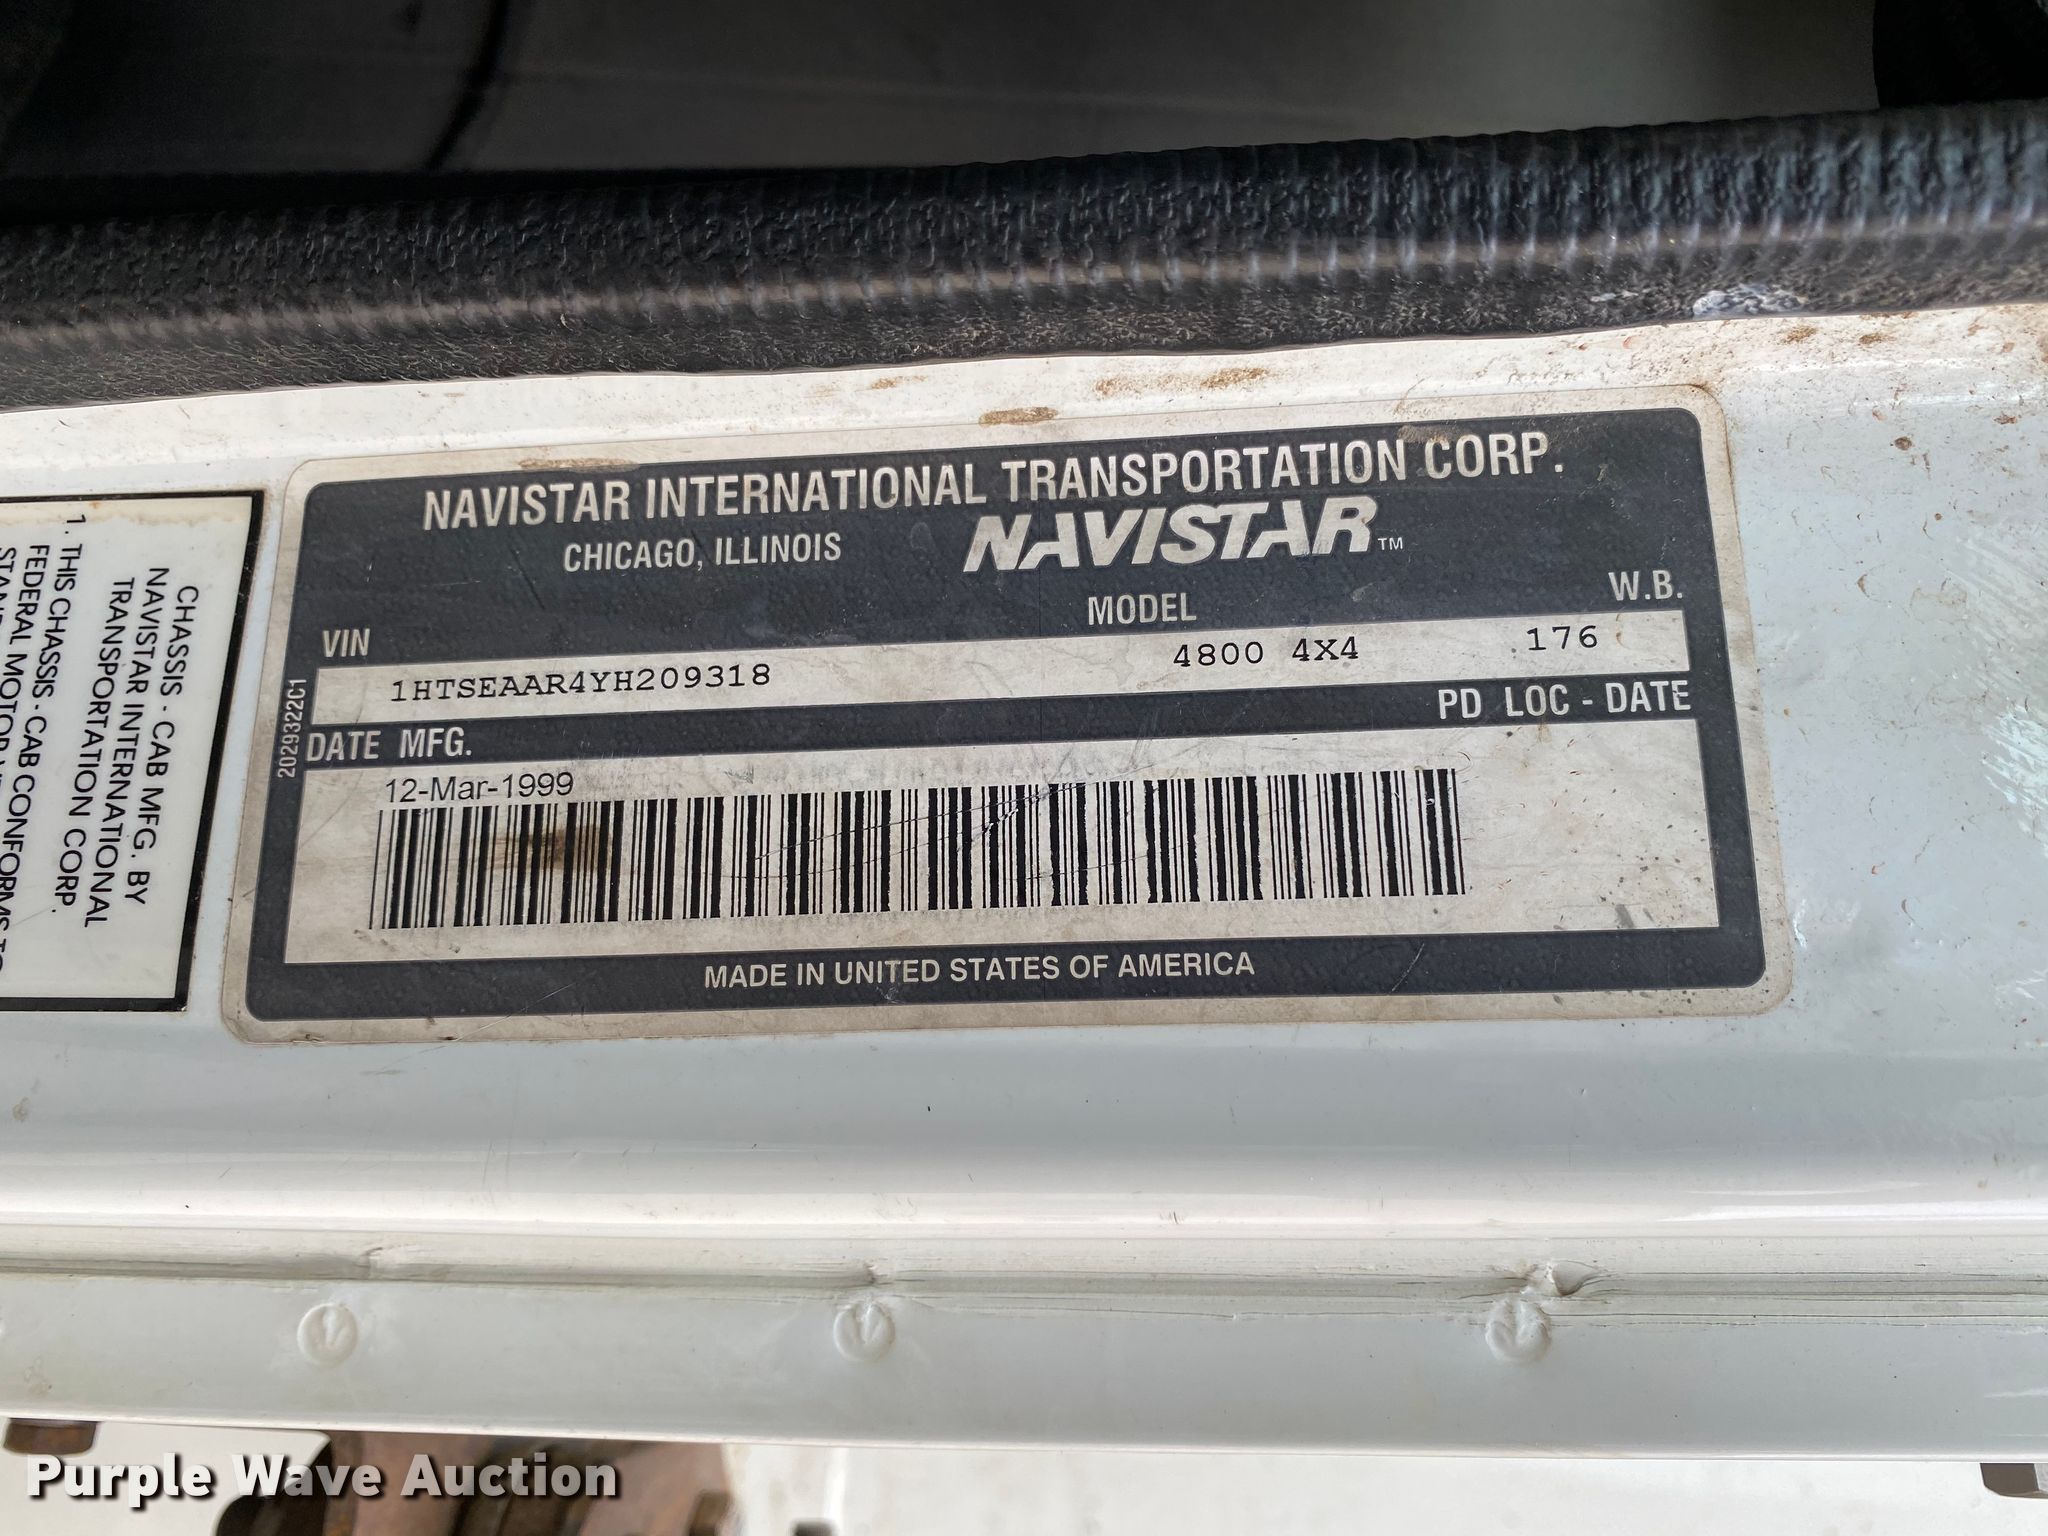 NAVISTAR INTERNATIONAL TRANSPORTATION CORP.
CHICAGO, ILLINOIS NAVISTAR™
VIN MODEL W.B.
1HTSEAAR4YH209318 4800 4X4 176
DATE MFG. PD LOC - DATE
12-Mar-1999
MADE IN UNITED STATES OF AMERICA
2029322C1
CHASSIS - CAB MFG. BY
NAVISTAR INTERNATIONAL
TRANSPORTATION CORP.
1. THIS CHASSIS - CAB CONFORMS TO
FEDERAL MOTOR
Purple Wave Auction